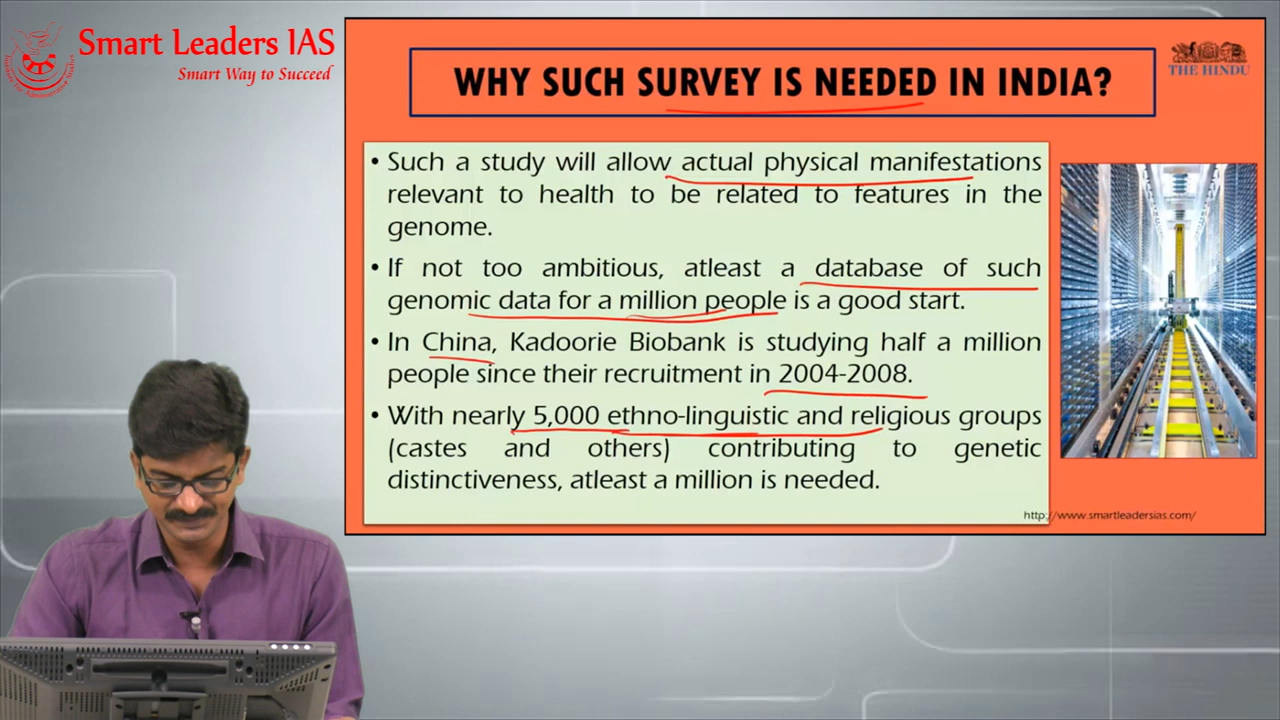 Smart Leaders IAS
Smart Way to Succeed
THE HINDU
WHY SUCH SURVEY IS NEEDED IN INDIA?
• Such a study will allow actual physical manifestations
relevant to health to be related to features in the
genome.
• If not too ambitious, atleast a database of such
genomic data for a million people is a good start.
• In China, Kadoorie Biobank is studying half a million
people since their recruitment in 2004-2008.
• With nearly 5,000 ethno-linguistic and religious groups
(castes and others) contributing to genetic
distinctiveness, atleast a million is needed.
http://www.smartleadersias.com/